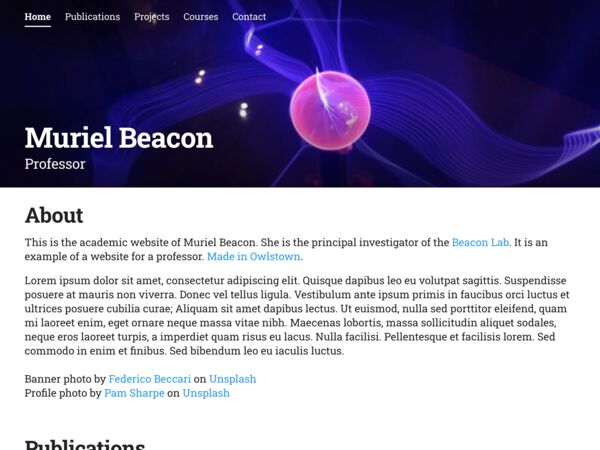 Home Publications Projects Courses Contact
Muriel Beacon
Professor
About
This is the academic website of Muriel Beacon. She is the principal investigator of the Beacon Lab. It is an
example of a website for a professor. Made in Owlstown.
Lorem ipsum dolor sit amet, consectetur adipiscing elit. Quisque dapibus leo eu volutpat sagittis. Suspendisse
posuere at mauris non viverra. Donec vel tellus ligula. Vestibulum ante ipsum primis in faucibus orci luctus et
ultrices posuere cubilia curae; Aliquam sit amet dapibus lectus. Ut euismod, nulla sed porttitor eleifend, quam
mi laoreet enim, eget ornare neque massa vitae nibh. Maecenas lobortis, massa sollicitudin aliquet sodales,
neque eros laoreet turpis, a imperdiet quam risus eu lacus. Nulla facilisi. Pellentesque et facilisis lorem. Sed
commodo in enim et finibus. Sed bibendum leo eu iaculis luctus.
Banner photo by Federico Beccari on Unsplash
Profile photo by Pam Sharpe on Unsplash
Publications